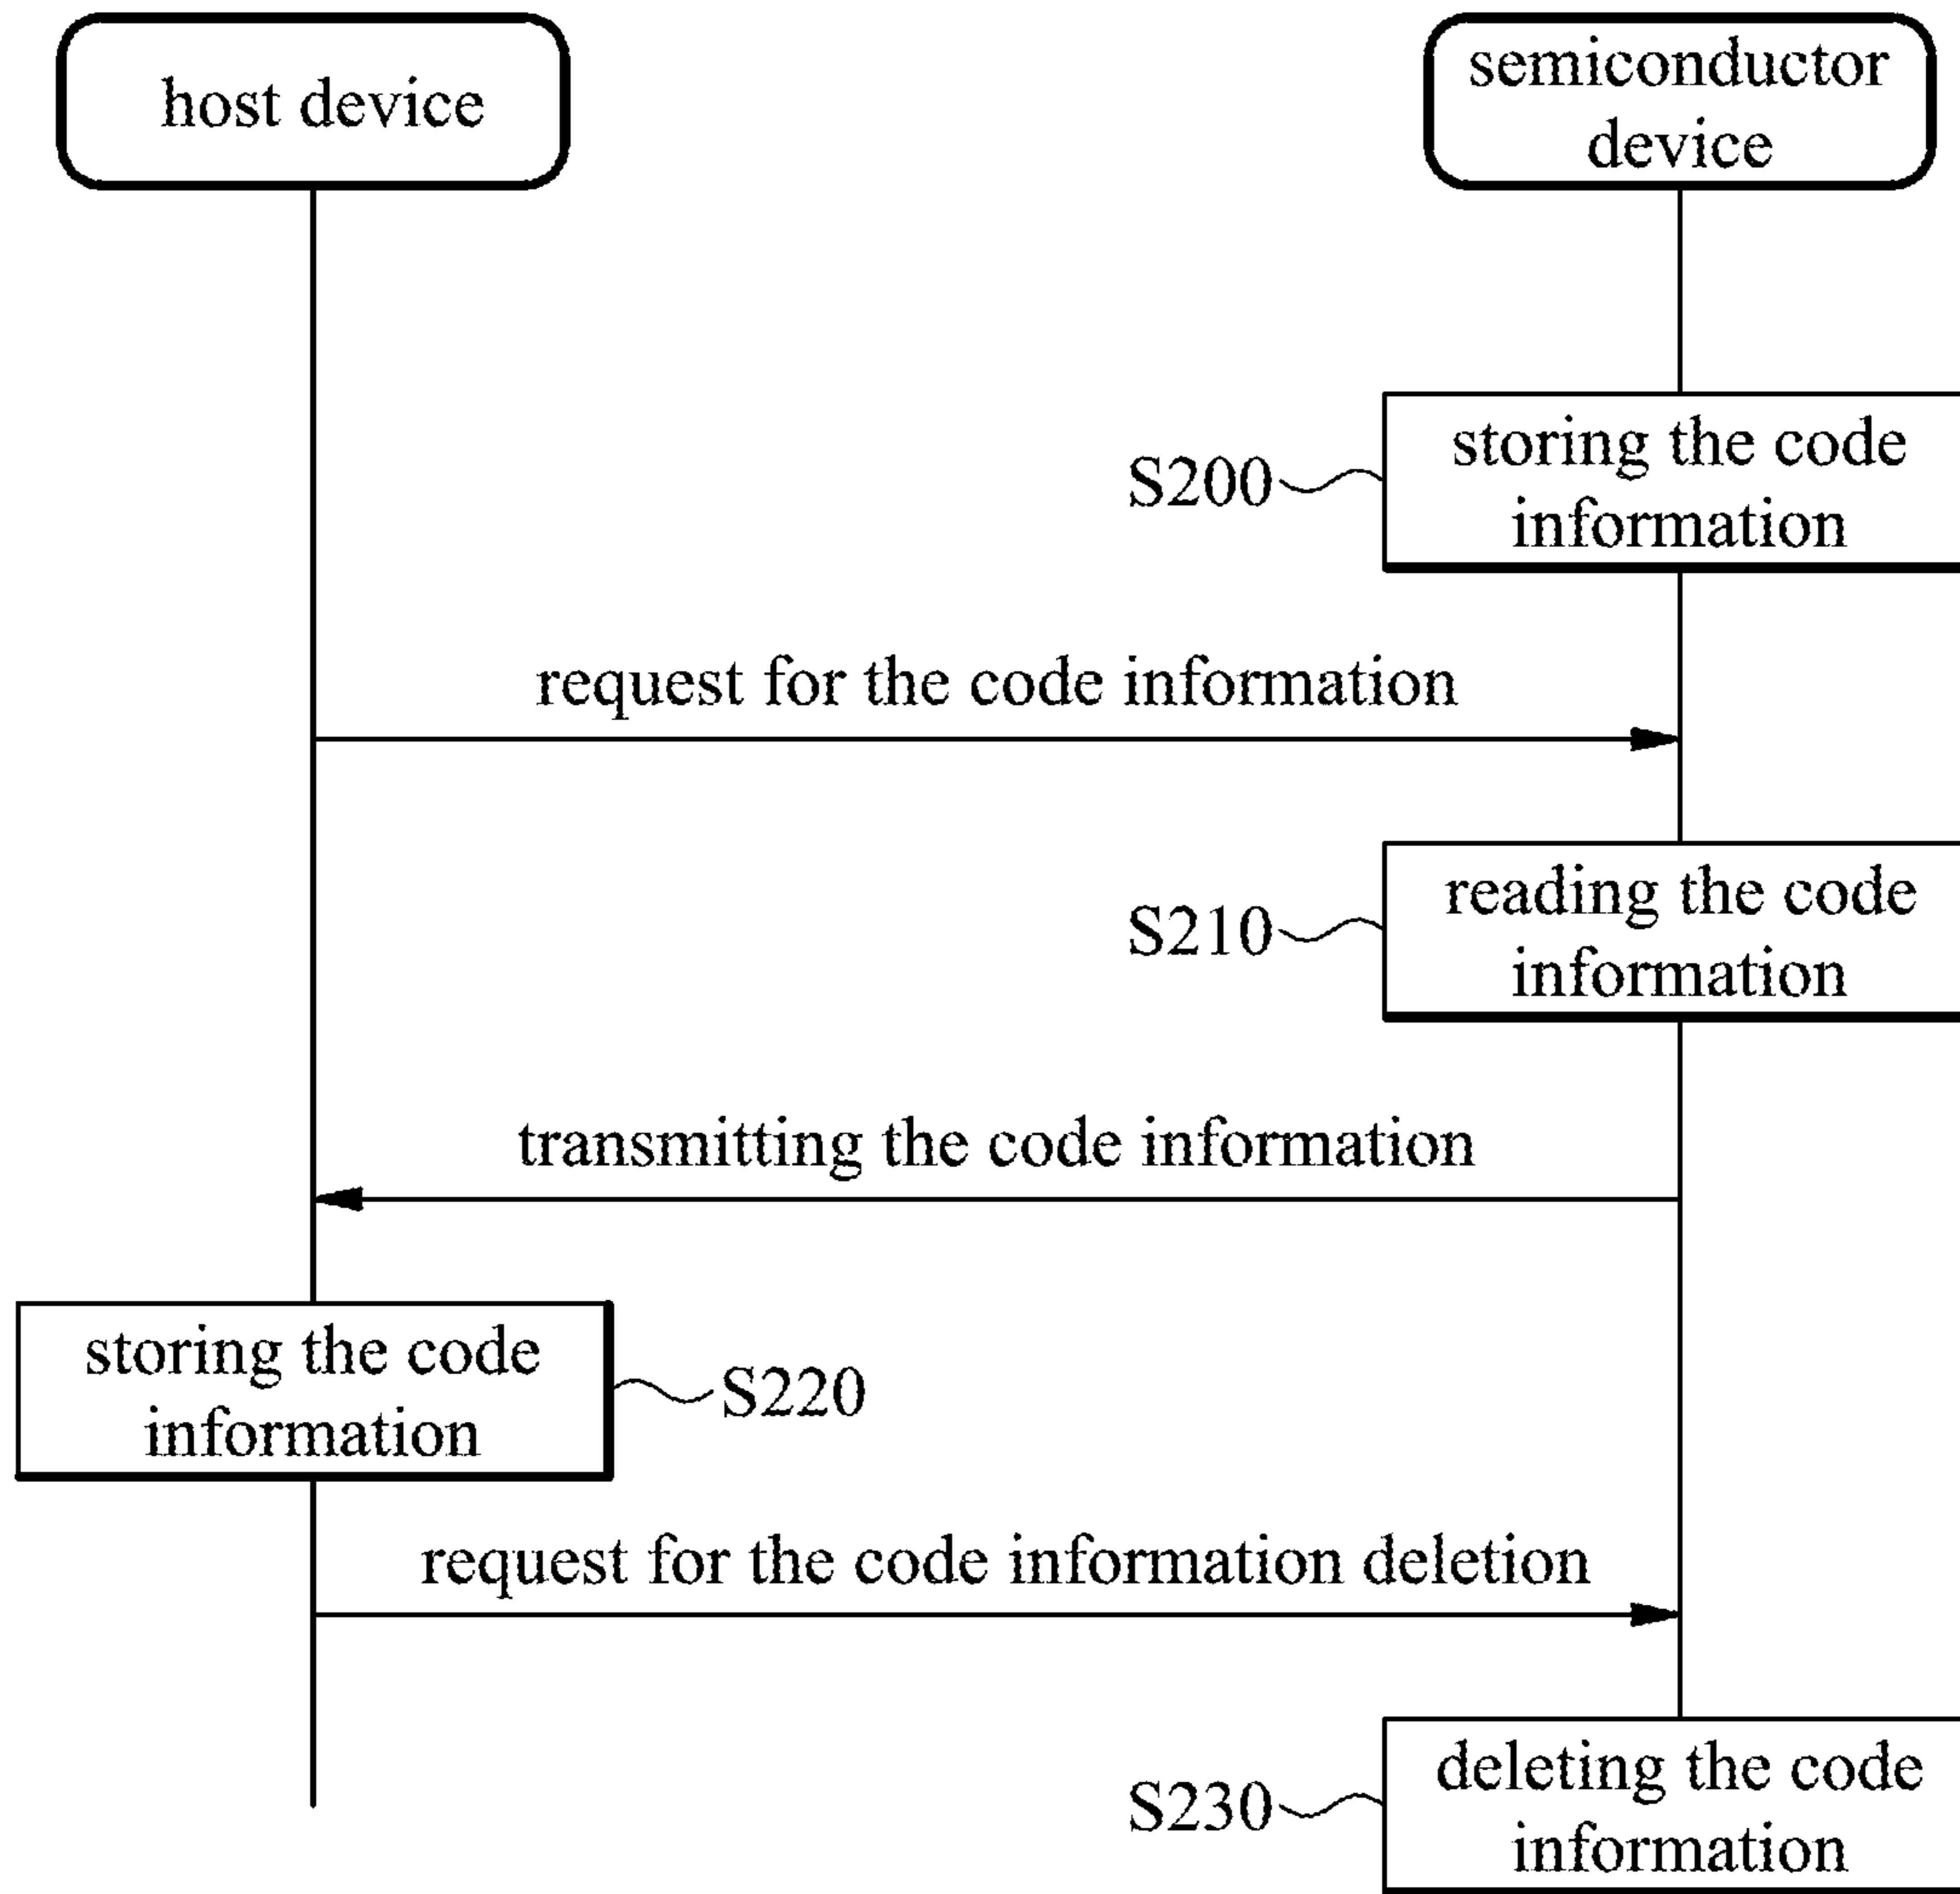 host device
semiconductor
device
S200
storing the code
information
request for the code information
S210
reading the code
information
transmitting the code information
storing the code
information
S220
request for the code information deletion
S230
deleting the code
information